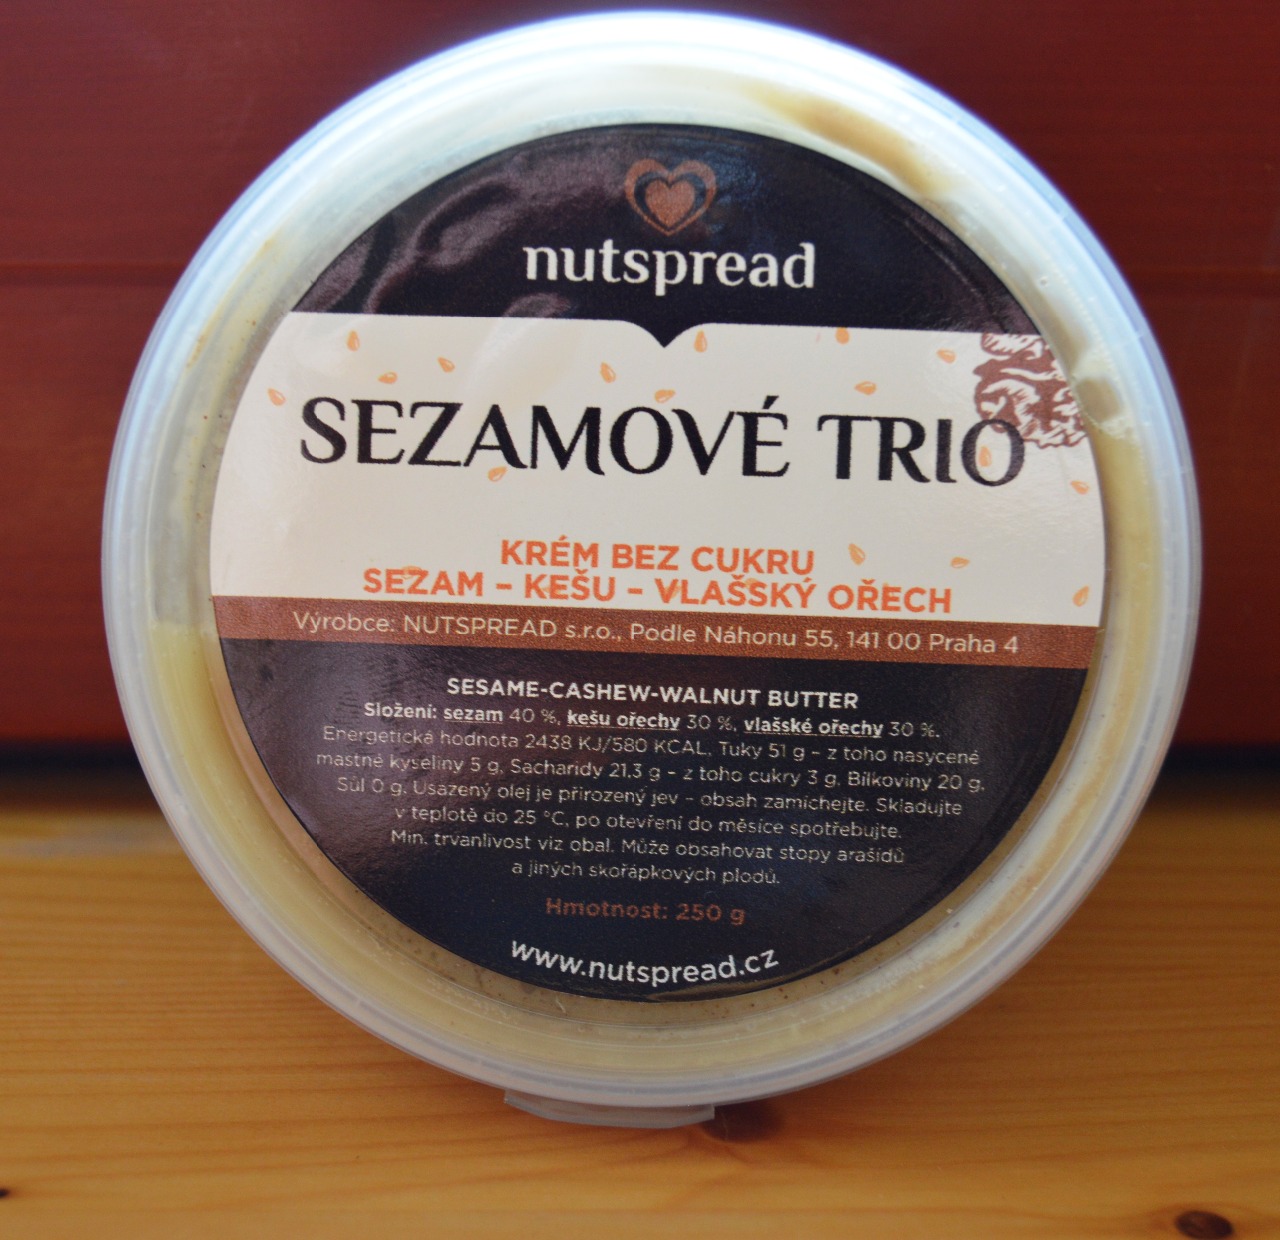 nutspread
SEZAMOVÉ TRIO
KRÉM BEZ CUKRU
SEZAM – KEŠU – VLAŠSKÝ OŘECH
Výrobce: NUTSPREAD s.r.o., Podle Náhonu 55, 141 00 Praha 4
SESAME-CASHEW-WALNUT BUTTER
Složení: sezam 40 %, kešu ořechy 30 %, vlašské ořechy 30 %.
Energetická hodnota 2438 KJ/580 KCAL. Tuky 51 g – z toho nasycené
mastné kyseliny 5 g, Sacharidy 21.3 g – z toho cukry 3 g, Bílkoviny 20 g,
Sůl 0 g. Usazený olej je přirozený jev – obsah zamíchejte. Skladujte
v teplotě do 25 °C, po otevření do měsíce spotřebujte.
Min. trvanlivost viz obal. Může obsahovat stopy arašídů
a jiných skořápkových plodů.
Hmotnost: 250 g
www.nutspread.cz